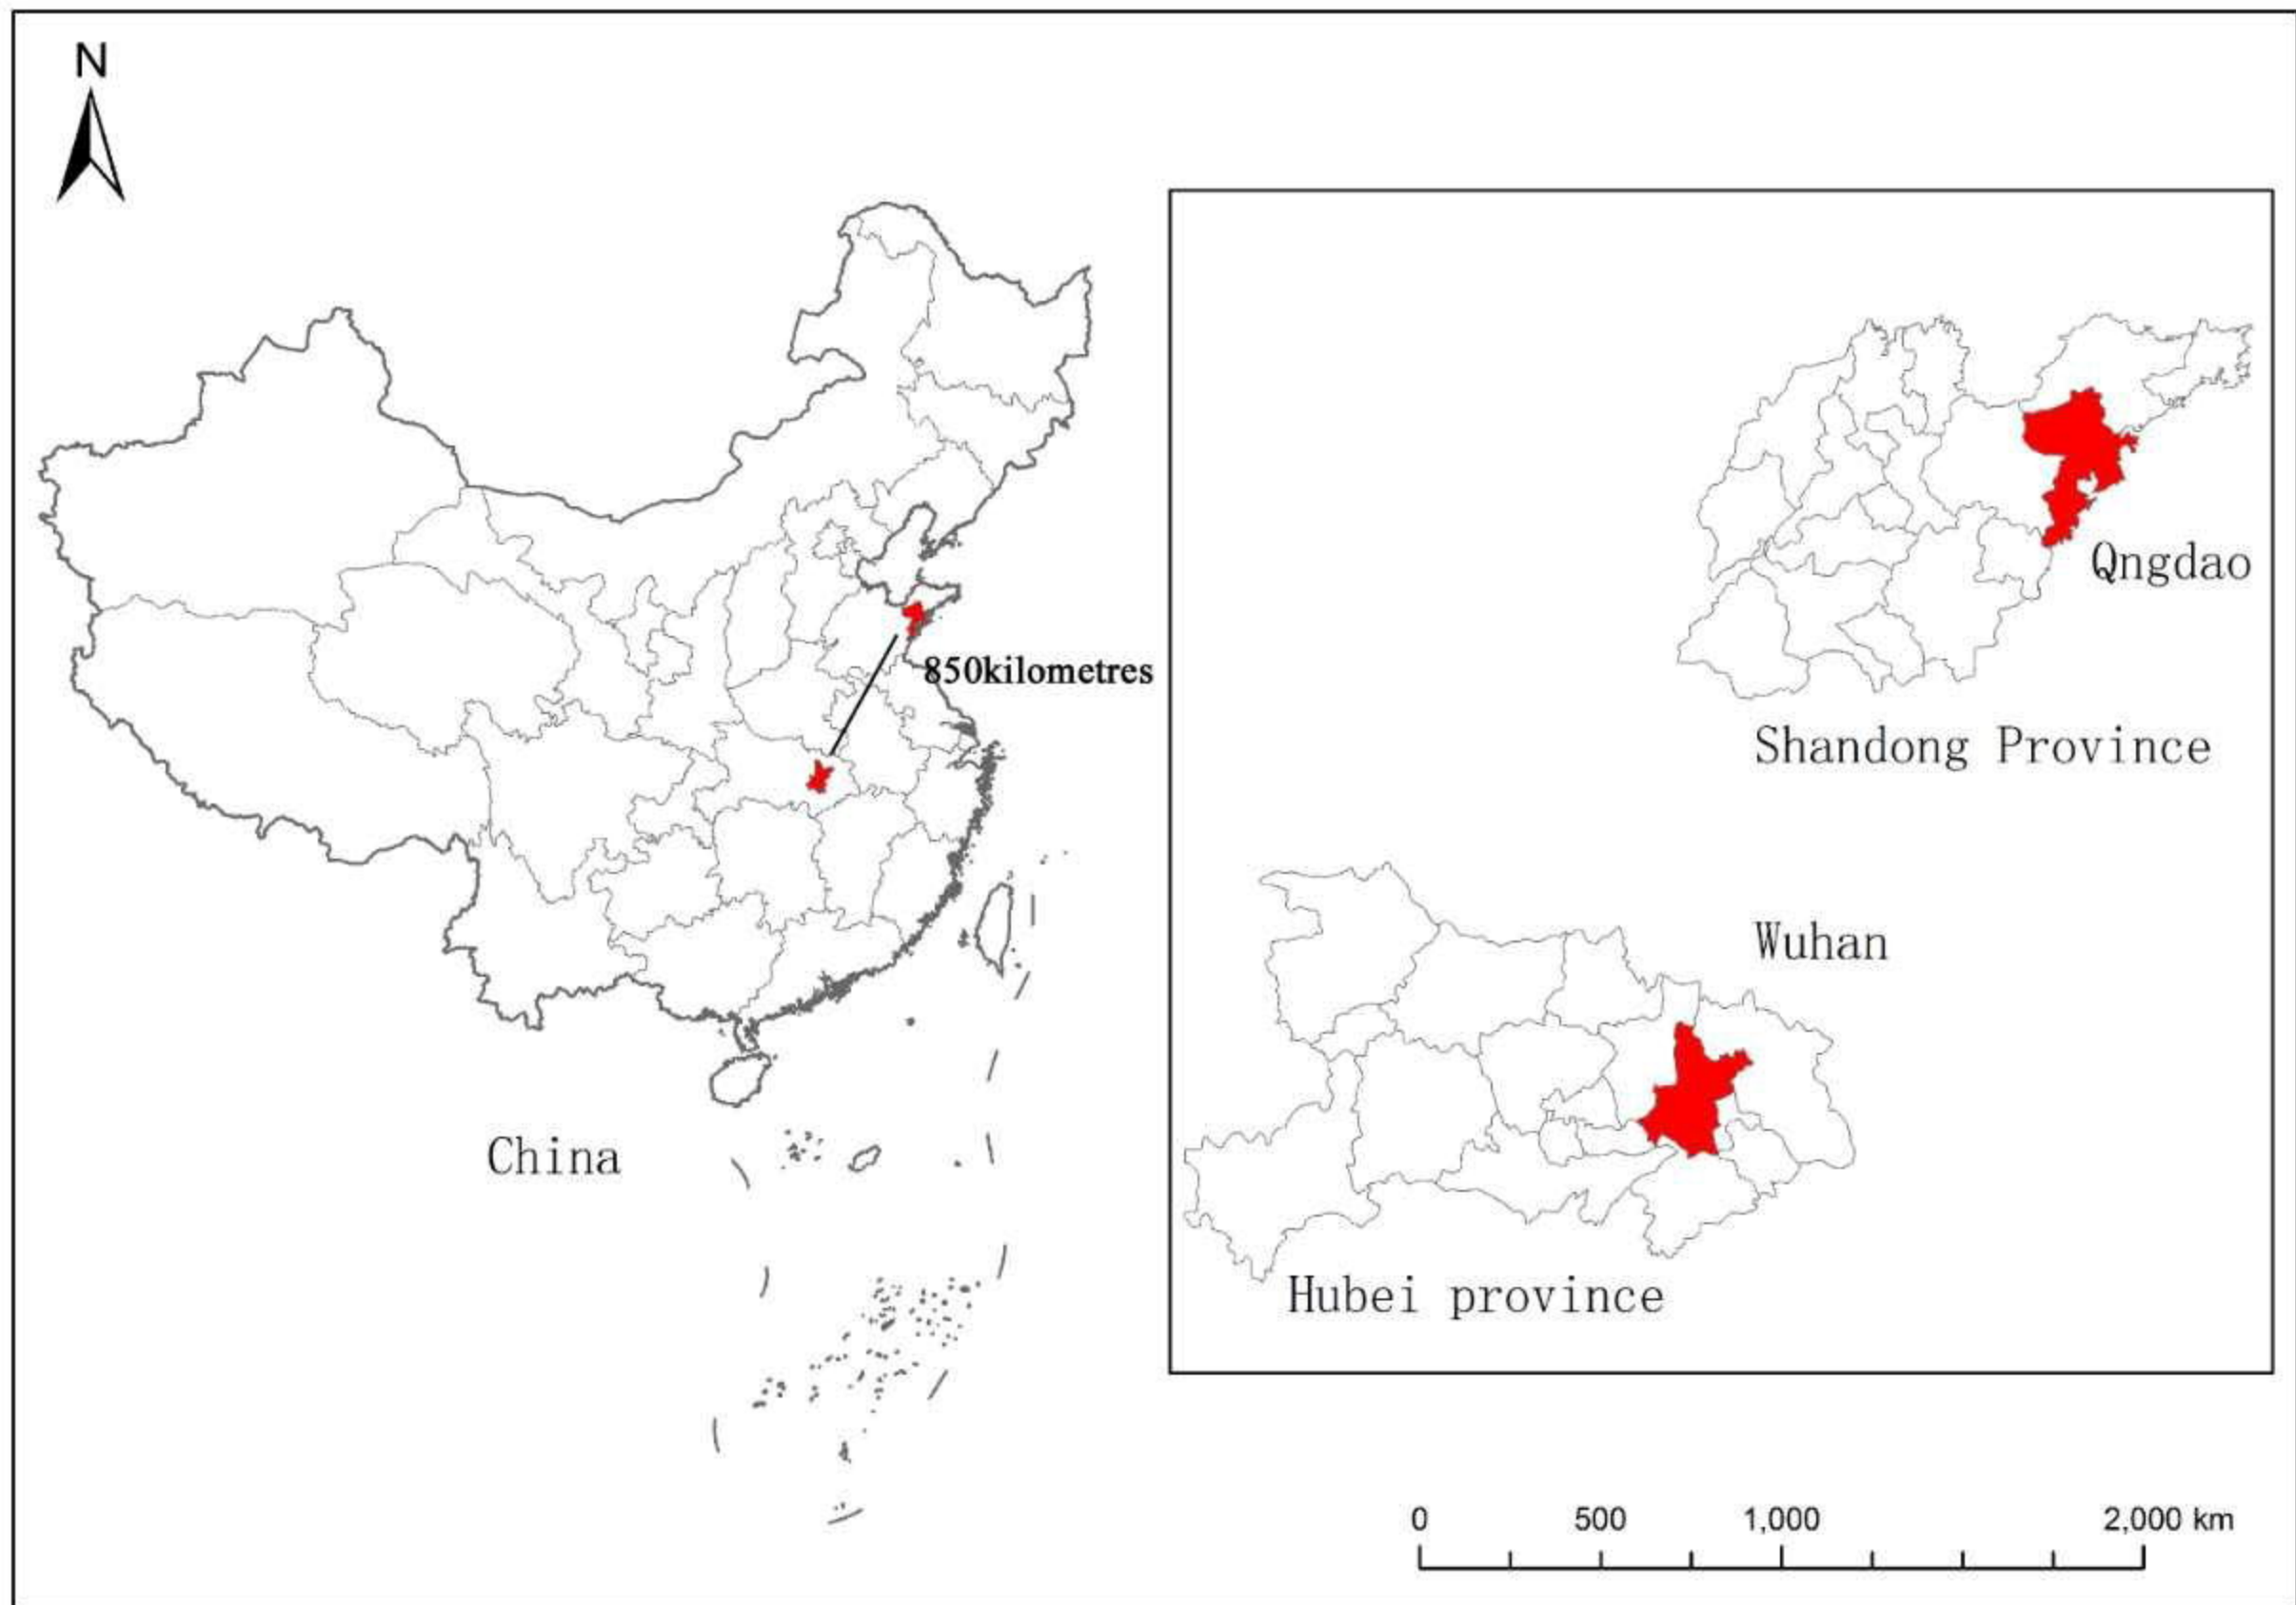 N
850kilometres
Qngdao
Shandong Province
Wuhan
China
Hubei province
0 500 1,000 2,000 km